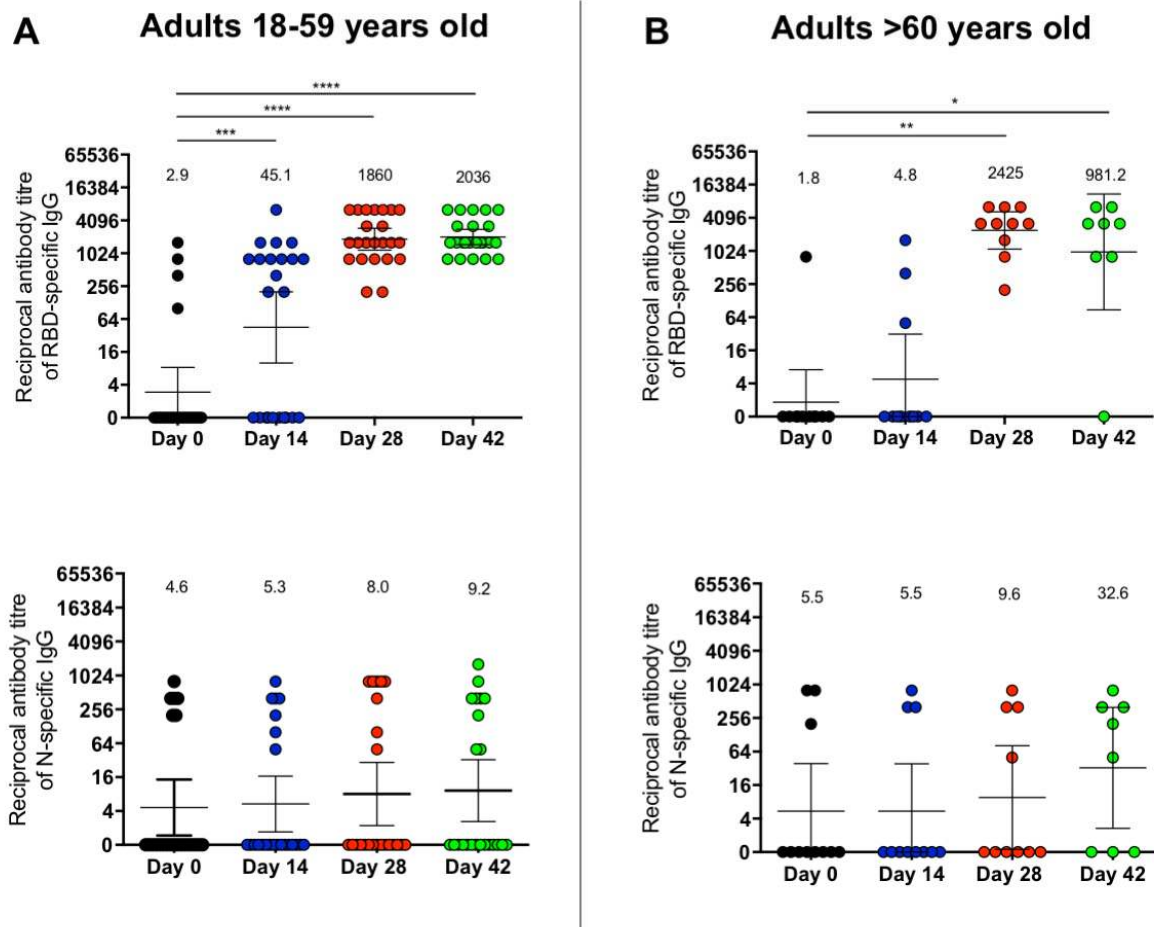 A Adults 18-59 years old
****
****
***
65536 2.9 45.1 1860 2036
16384
4096
1024
256
64
16
4
0
Reciprocal antibody titre
of RBD-specific IgG
Day 0 Day 14 Day 28 Day 42
65536
4.6 5.3 8.0 9.2
16384
4096
1024
256
64
16
4
0
Reciprocal antibody titre
of N-specific IgG
Day 0 Day 14 Day 28 Day 42
B Adults >60 years old
*
**
65536
1.8 4.8 2425 981.2
16384
4096
1024
256
64
16
4
0
Reciprocal antibody titre
of RBD-specific IgG
Day 0 Day 14 Day 28 Day 42
65536
5.5 5.5 9.6 32.6
16384
4096
1024
256
64
16
4
0
Reciprocal antibody titre
of N-specific IgG
Day 0 Day 14 Day 28 Day 42